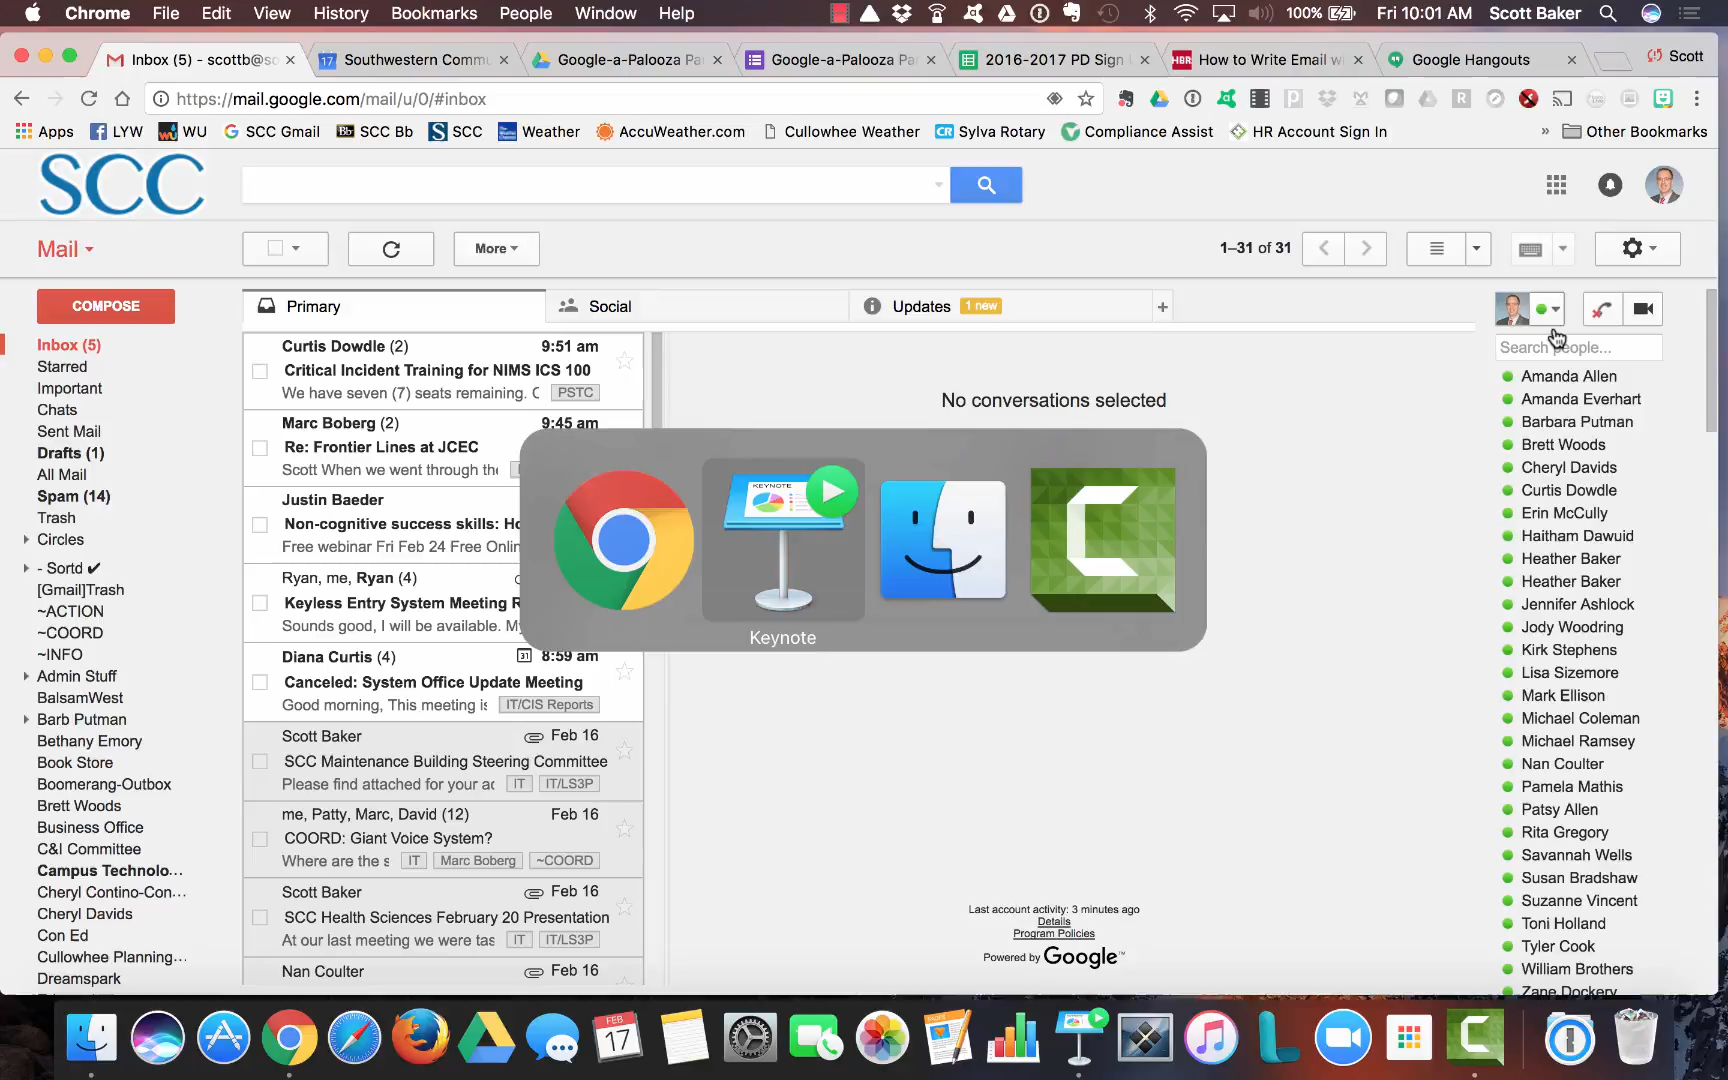 Chrome File Edit View History Bookmarks People Window Help 100% Fri 10:01 AM Scott Baker
Inbox (5) - scottb@so Southwestern Commu Google-a-Palooza Pa Google-a-Palooza Pa 2016-2017 PD Sign HBR How to Write Email wi Google Hangouts Scott
https://mail.google.com/mail/u/0/#inbox
Apps LYW WU SCC Gmail Bb SCC Bb S SCC Weather AccuWeather.com Cullowhee Weather CR Sylva Rotary Compliance Assist HR Account Sign In » Other Bookmarks
SCC
Mail More 1–31 of 31
COMPOSE
Inbox (5)
Starred
Important
Chats
Sent Mail
Drafts (1)
All Mail
Spam (14)
Trash
Circles
- Sortd ✔
[Gmail]Trash
~ACTION
~COORD
~INFO
Admin Stuff
BalsamWest
Barb Putman
Bethany Emory
Book Store
Boomerang-Outbox
Brett Woods
Business Office
C&I Committee
Campus Technolo...
Cheryl Contino-Con...
Cheryl Davids
Con Ed
Cullowhee Planning...
Dreamspark
Primary Social Updates 1 new +
Curtis Dowdle (2) 9:51 am
Critical Incident Training for NIMS ICS 100
We have seven (7) seats remaining. C PSTC
Marc Boberg (2) 9:45 am
Re: Frontier Lines at JCEC
Scott When we went through the
Justin Baeder
Non-cognitive success skills: Ho
Free webinar Fri Feb 24 Free Onlin
Ryan, me, Ryan (4)
Keyless Entry System Meeting R
Sounds good, I will be available. My
Diana Curtis (4) 31 8:59 am
Canceled: System Office Update Meeting
Good morning, This meeting is IT/CIS Reports
Scott Baker Feb 16
SCC Maintenance Building Steering Committee
Please find attached for your ac IT IT/LS3P
me, Patty, Marc, David (12) Feb 16
COORD: Giant Voice System?
Where are the s IT Marc Boberg ~COORD
Scott Baker Feb 16
SCC Health Sciences February 20 Presentation
At our last meeting we were tas IT IT/LS3P
Nan Coulter Feb 16
No conversations selected
KEYNOTE
Keynote
Last account activity: 3 minutes ago
Details
Program Policies
Powered by Google™
Search people...
Amanda Allen
Amanda Everhart
Barbara Putman
Brett Woods
Cheryl Davids
Curtis Dowdle
Erin McCully
Haitham Dawuid
Heather Baker
Heather Baker
Jennifer Ashlock
Jody Woodring
Kirk Stephens
Lisa Sizemore
Mark Ellison
Michael Coleman
Michael Ramsey
Nan Coulter
Pamela Mathis
Patsy Allen
Rita Gregory
Savannah Wells
Susan Bradshaw
Suzanne Vincent
Toni Holland
Tyler Cook
William Brothers
Zane Dockery
FEB
17